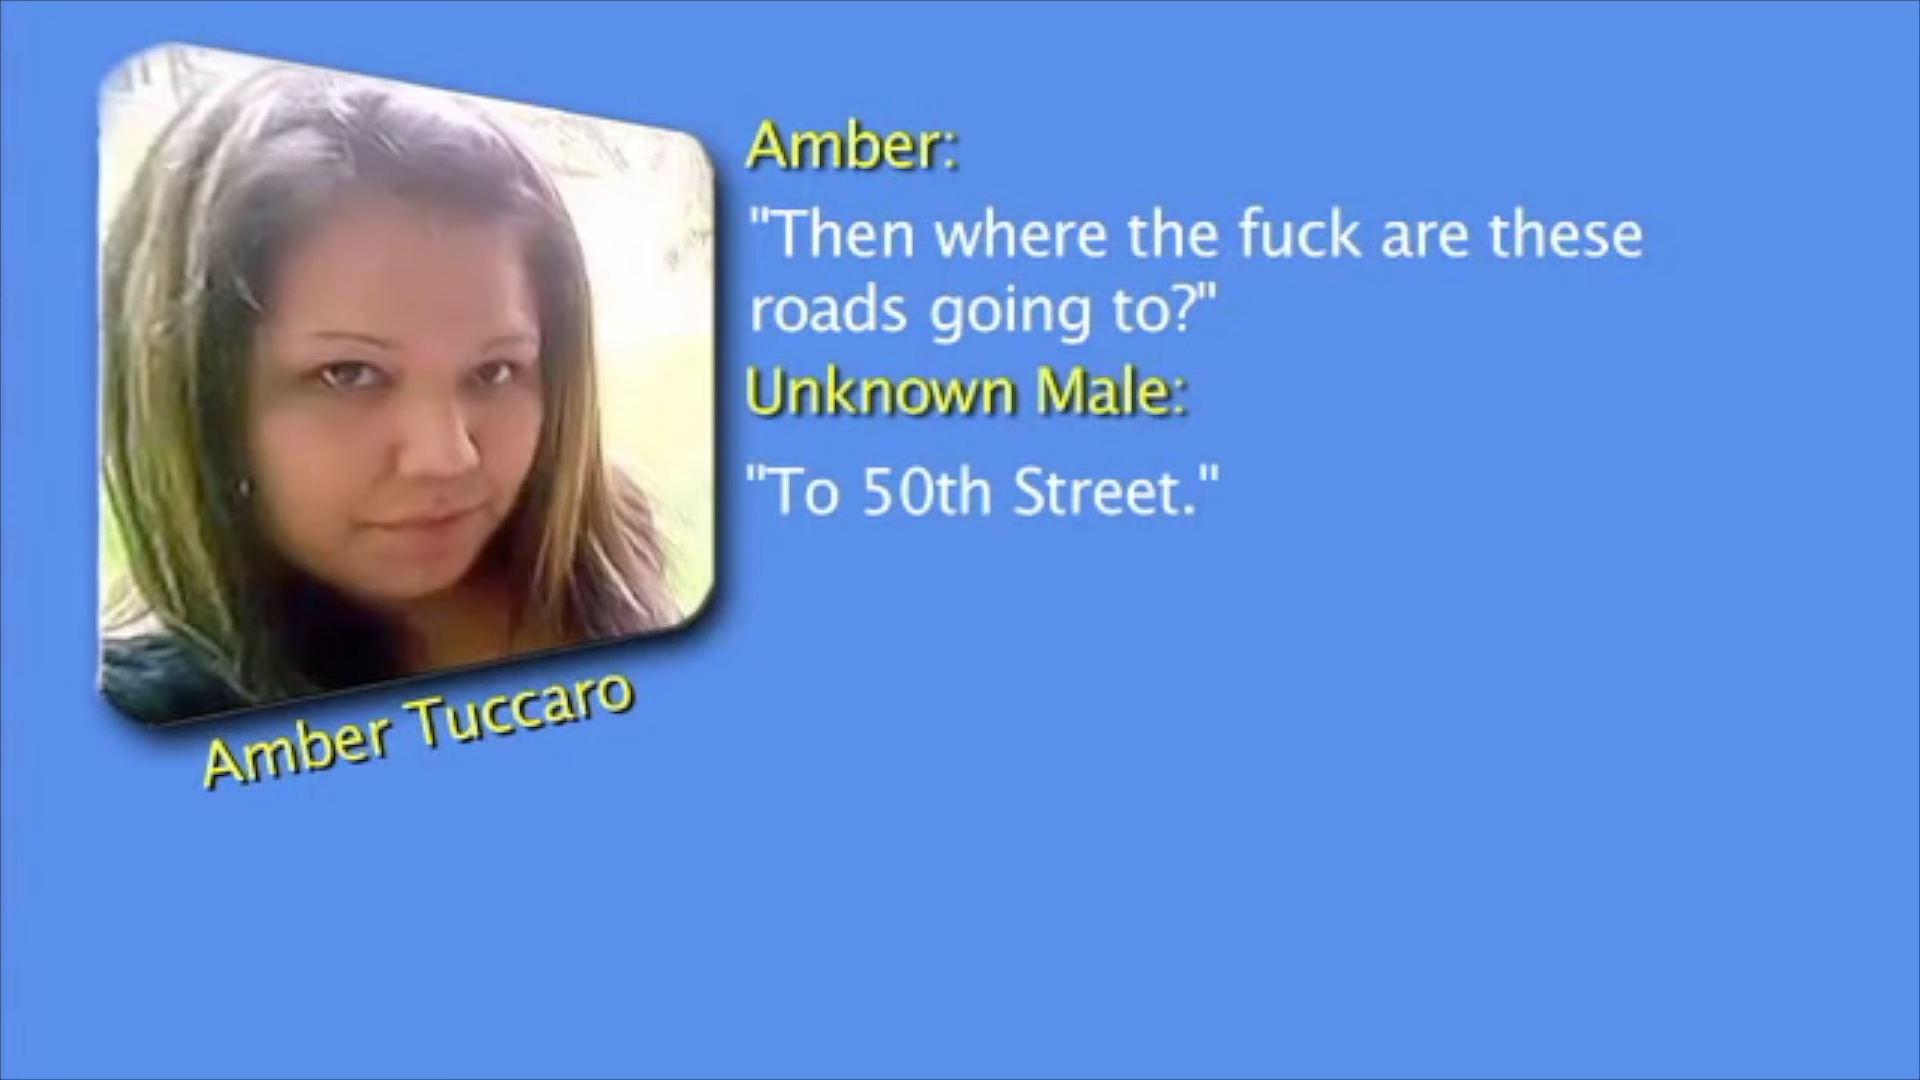 Amber:
"Then where the fuck are these
roads going to?"
Unknown Male:
"To 50th Street."
Amber Tuccaro